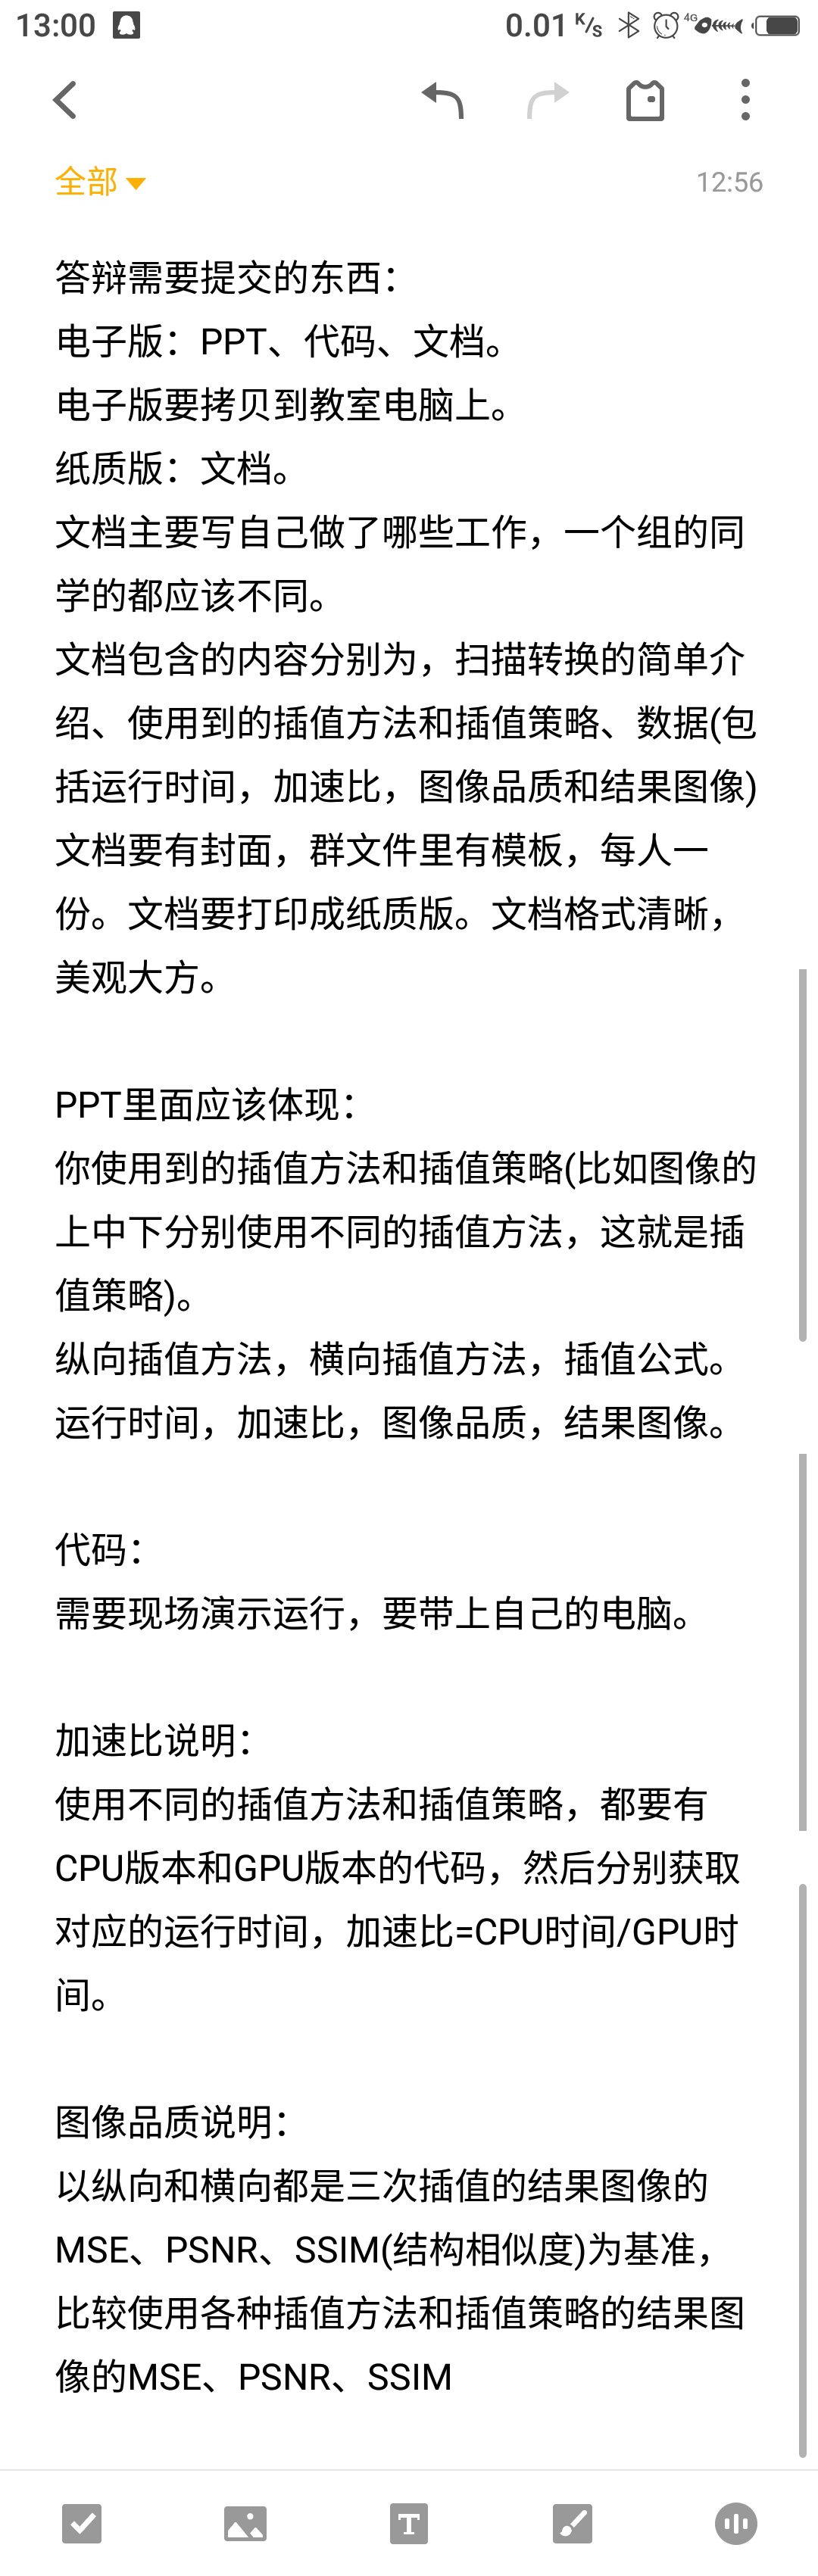 13:00
0.01 K/s
4G
全部
12:56
答辩需要提交的东西：
电子版：PPT、代码、文档。
电子版要拷贝到教室电脑上。
纸质版：文档。
文档主要写自己做了哪些工作，一个组的同
学的都应该不同。
文档包含的内容分别为，扫描转换的简单介
绍、使用到的插值方法和插值策略、数据(包
括运行时间，加速比，图像品质和结果图像)
文档要有封面，群文件里有模板，每人一
份。文档要打印成纸质版。文档格式清晰，
美观大方。
PPT里面应该体现：
你使用到的插值方法和插值策略(比如图像的
上中下分别使用不同的插值方法，这就是插
值策略)。
纵向插值方法，横向插值方法，插值公式。
运行时间，加速比，图像品质，结果图像。
代码：
需要现场演示运行，要带上自己的电脑。
加速比说明：
使用不同的插值方法和插值策略，都要有
CPU版本和GPU版本的代码，然后分别获取
对应的运行时间，加速比=CPU时间/GPU时
间。
图像品质说明：
以纵向和横向都是三次插值的结果图像的
MSE、PSNR、SSIM(结构相似度)为基准，
比较使用各种插值方法和插值策略的结果图
像的MSE、PSNR、SSIM
T